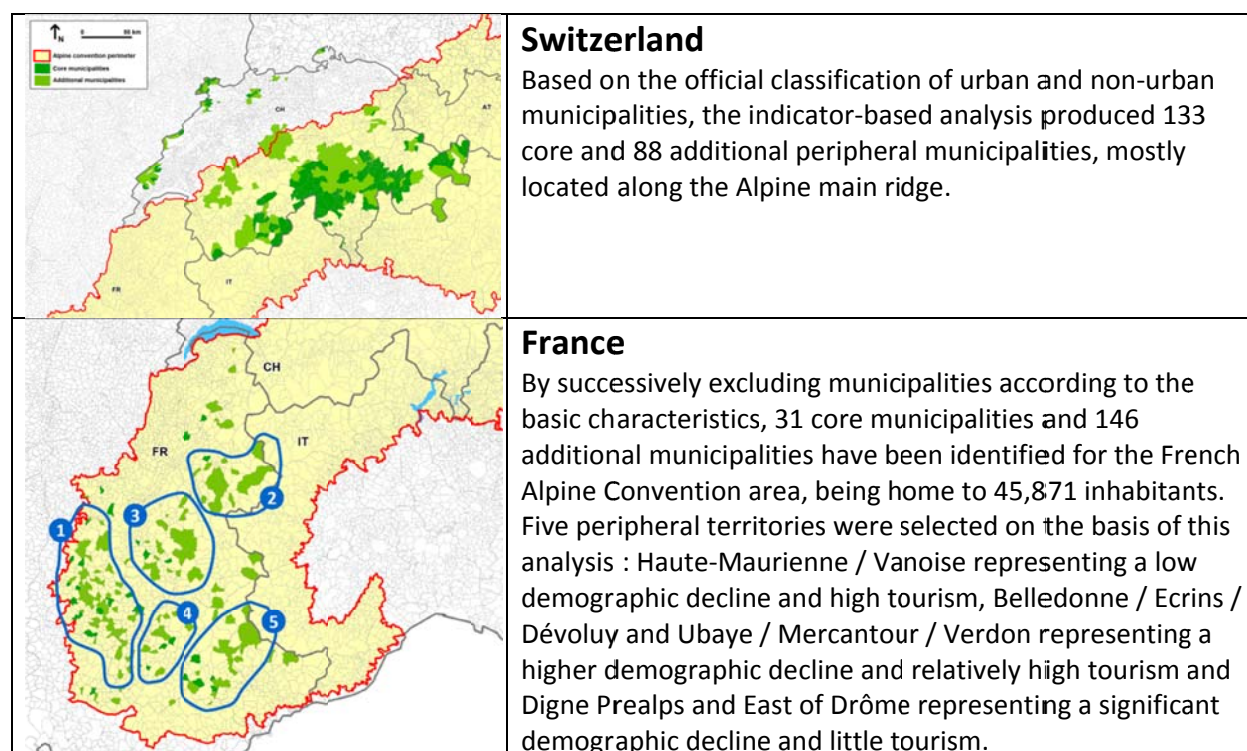 N
0 50 km
Alpine convention perimeter
Core municipalities
Additional municipalities
CH
AT
FR
IT
Switzerland
Based on the official classification of urban and non-urban
municipalities, the indicator-based analysis produced 133
core and 88 additional peripheral municipalities, mostly
located along the Alpine main ridge.
CH
FR
IT
1
2
3
4
5
France
By successively excluding municipalities according to the
basic characteristics, 31 core municipalities and 146
additional municipalities have been identified for the French
Alpine Convention area, being home to 45,871 inhabitants.
Five peripheral territories were selected on the basis of this
analysis : Haute-Maurienne / Vanoise representing a low
demographic decline and high tourism, Belledonne / Ecrins /
Dévoluy and Ubaye / Mercantour / Verdon representing a
higher demographic decline and relatively high tourism and
Digne Prealps and East of Drôme representing a significant
demographic decline and little tourism.